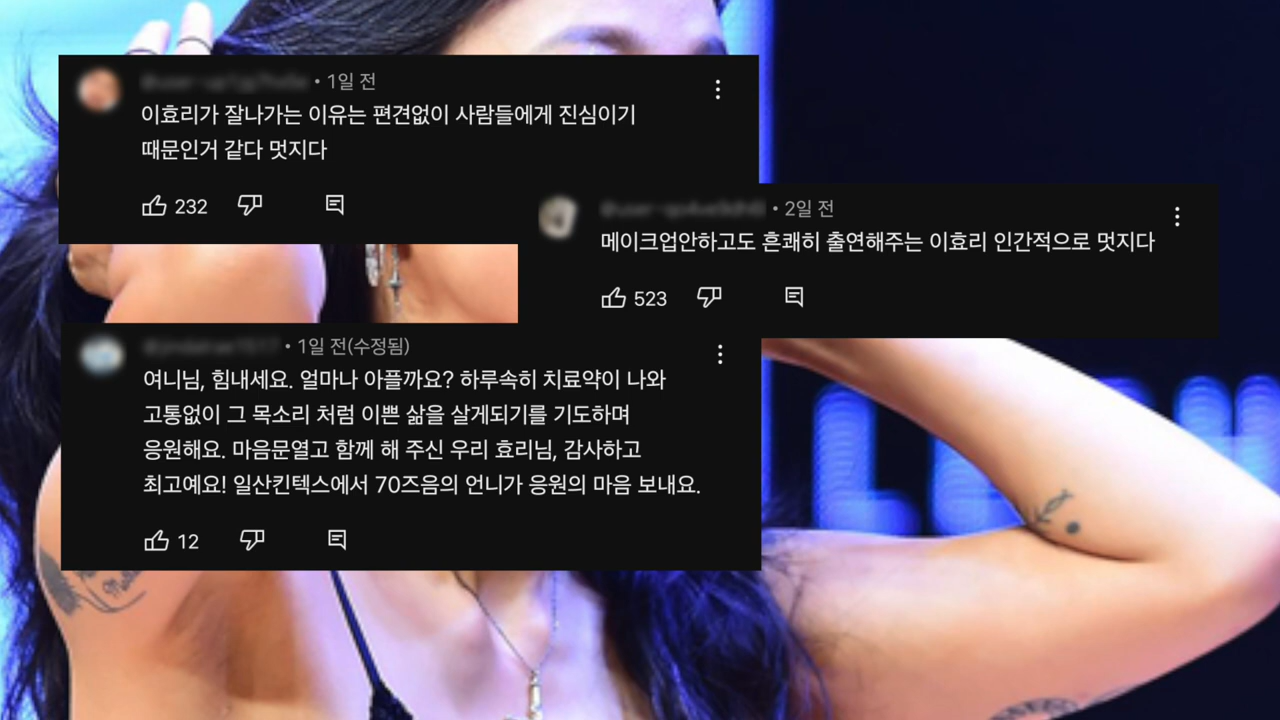 • 1일 전
이효리가 잘나가는 이유는 편견없이 사람들에게 진심이기
때문인거 같다 멋지다
232
• 2일 전
메이크업안하고도 흔쾌히 출연해주는 이효리 인간적으로 멋지다
523
• 1일 전(수정됨)
여니님, 힘내세요. 얼마나 아플까요? 하루속히 치료약이 나와
고통없이 그 목소리 처럼 이쁜 삶을 살게되기를 기도하며
응원해요. 마음문열고 함께 해 주신 우리 효리님, 감사하고
최고예요! 일산킨텍스에서 70즈음의 언니가 응원의 마음 보내요.
12